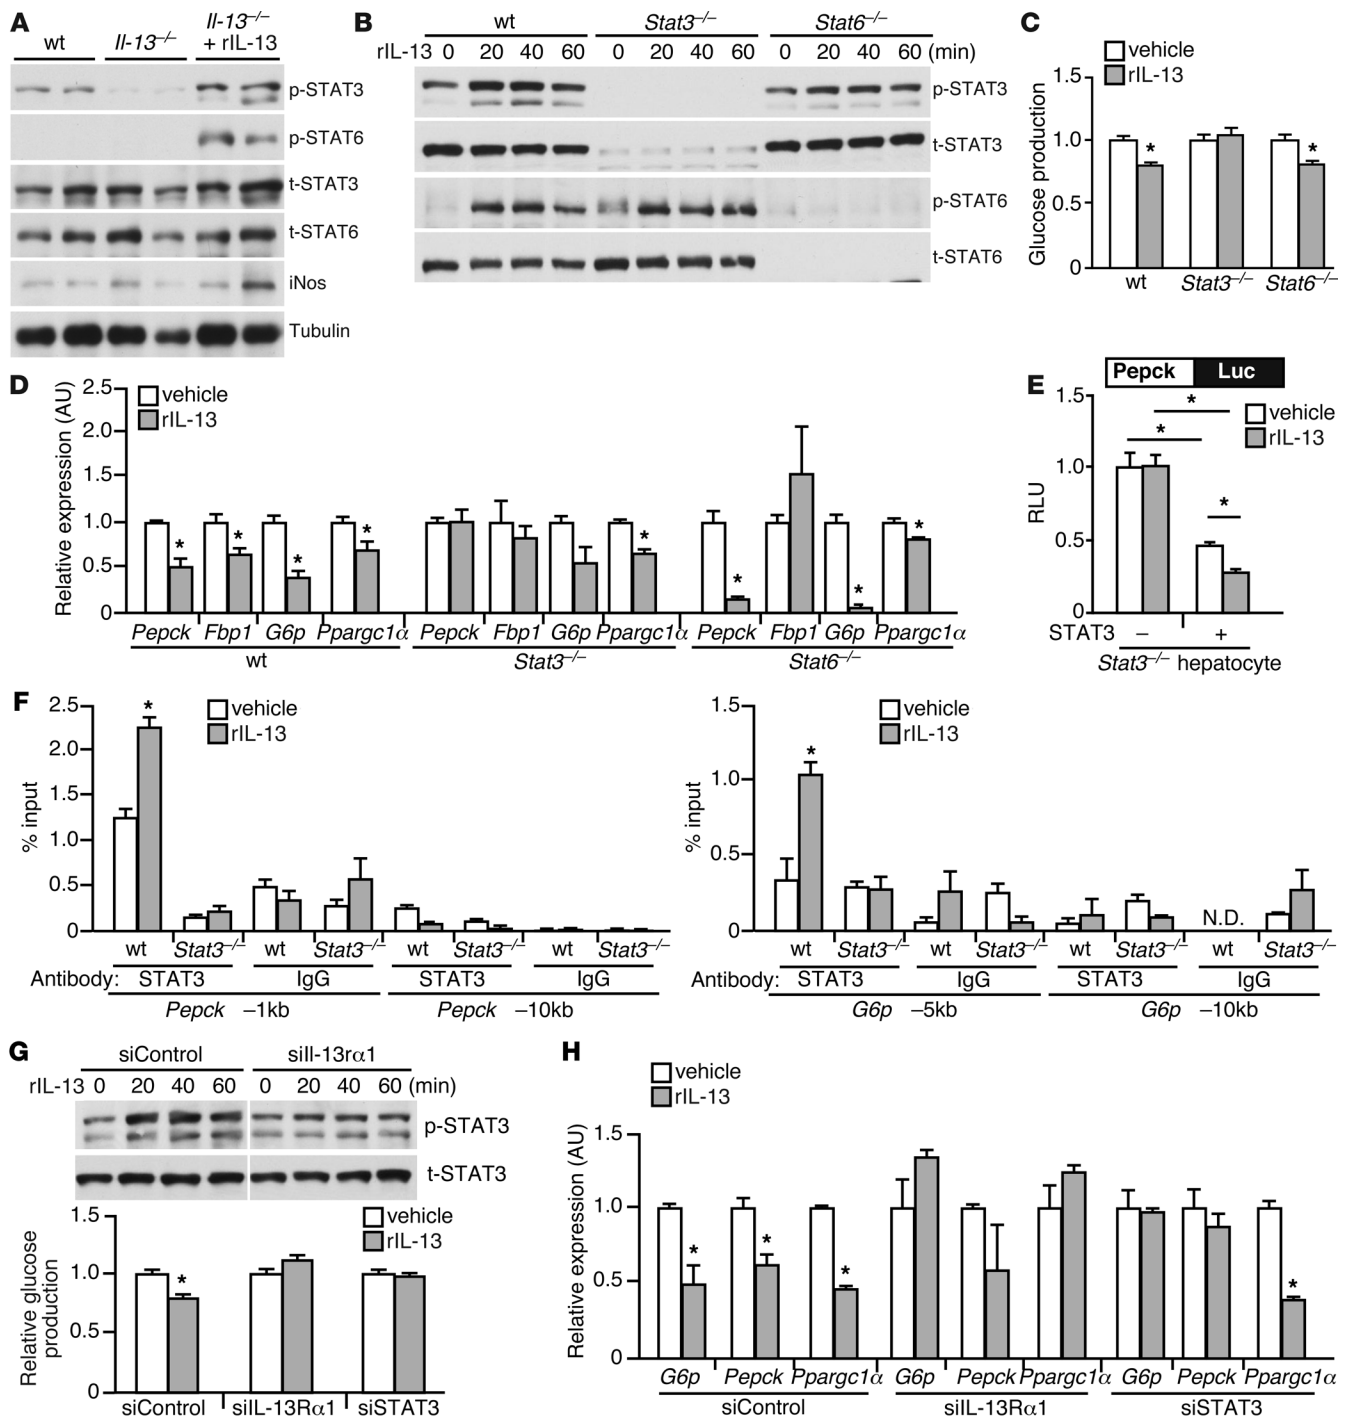 A
wt Il-13–/– Il-13–/–
+ rIL-13
p-STAT3
p-STAT6
t-STAT3
t-STAT6
iNos
Tubulin
B
wt Stat3–/– Stat6–/–
rIL-13 0 20 40 60 0 20 40 60 0 20 40 60 (min)
p-STAT3
t-STAT3
p-STAT6
t-STAT6
C
vehicle
rIL-13
Glucose production
1.5
1.0
0.5
0
* *
wt Stat3–/– Stat6–/–
D
vehicle
rIL-13
Relative expression (AU)
2.5
2.0
1.5
1.0
0.5
0
* * * * * * * *
Pepck Fbp1 G6p Ppargc1α Pepck Fbp1 G6p Ppargc1α Pepck Fbp1 G6p Ppargc1α
wt Stat3–/– Stat6–/–
E
Pepck Luc
vehicle
rIL-13
RLU
1.5
1.0
0.5
0
*
*
*
STAT3 – +
Stat3–/– hepatocyte
F
vehicle
rIL-13
% input
2.5
2.0
1.5
1.0
0.5
0
*
wt Stat3–/– wt Stat3–/– wt Stat3–/– wt Stat3–/–
Antibody: STAT3 IgG STAT3 IgG
Pepck –1kb Pepck –10kb
vehicle
rIL-13
% input
1.5
1.0
0.5
0
*
N.D.
wt Stat3–/– wt Stat3–/– wt Stat3–/– wt Stat3–/–
Antibody: STAT3 IgG STAT3 IgG
G6p –5kb G6p –10kb
G
siControl siIl-13rα1
rIL-13 0 20 40 60 0 20 40 60 (min)
p-STAT3
t-STAT3
vehicle
rIL-13
Relative glucose
production
1.5
1.0
0.5
0
*
siControl siIL-13Rα1 siSTAT3
H
vehicle
rIL-13
Relative expression (AU)
1.5
1.0
0.5
0
* * * *
G6p Pepck Ppargc1α G6p Pepck Ppargc1α G6p Pepck Ppargc1α
siControl siIL-13Rα1 siSTAT3